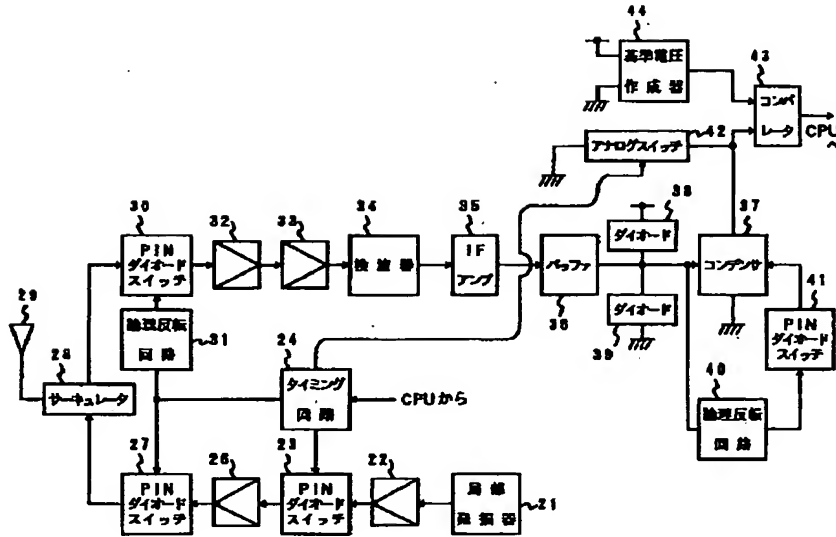 44
基準電圧
作成器
43
コンパ
レータ
CPUへ
42
アナログスイッチ
30
PIN
ダイオード
スイッチ
32
33
34
検波器
35
IF
アンプ
38
ダイオード
37
コンデンサ
バッファ
36
ダイオード
39
41
PIN
ダイオード
スイッチ
29
論理反転
回路
31
24
タイミング
回路
CPUから
40
論理反転
回路
28
サーキュレータ
27
PIN
ダイオード
スイッチ
26
23
PIN
ダイオード
スイッチ
22
局部
発振器
21